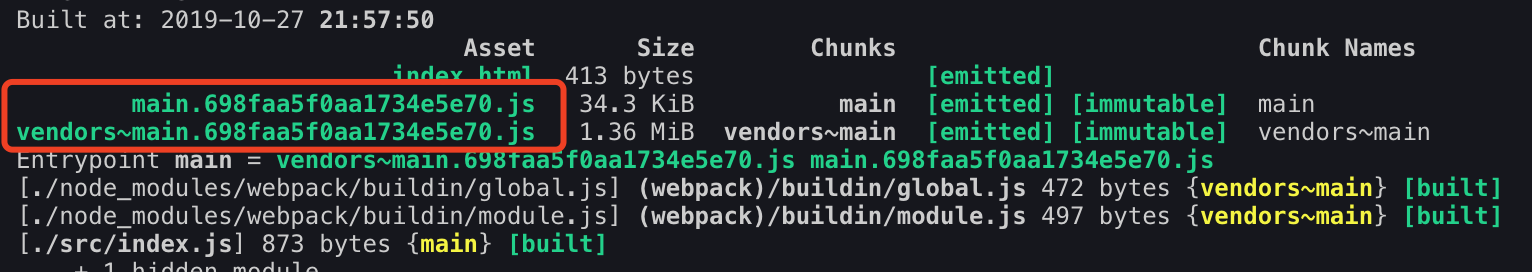 Built at: 2019-10-27 21:57:50
Asset Size Chunks Chunk Names
index.html 413 bytes [emitted]
main.698faa5f0aa1734e5e70.js 34.3 KiB main [emitted] [immutable] main
vendors~main.698faa5f0aa1734e5e70.js 1.36 MiB vendors~main [emitted] [immutable] vendors~main
Entrypoint main = vendors~main.698faa5f0aa1734e5e70.js main.698faa5f0aa1734e5e70.js
[./node_modules/webpack/buildin/global.js] (webpack)/buildin/global.js 472 bytes {vendors~main} [built]
[./node_modules/webpack/buildin/module.js] (webpack)/buildin/module.js 497 bytes {vendors~main} [built]
[./src/index.js] 873 bytes {main} [built]
+ 1 hidden module